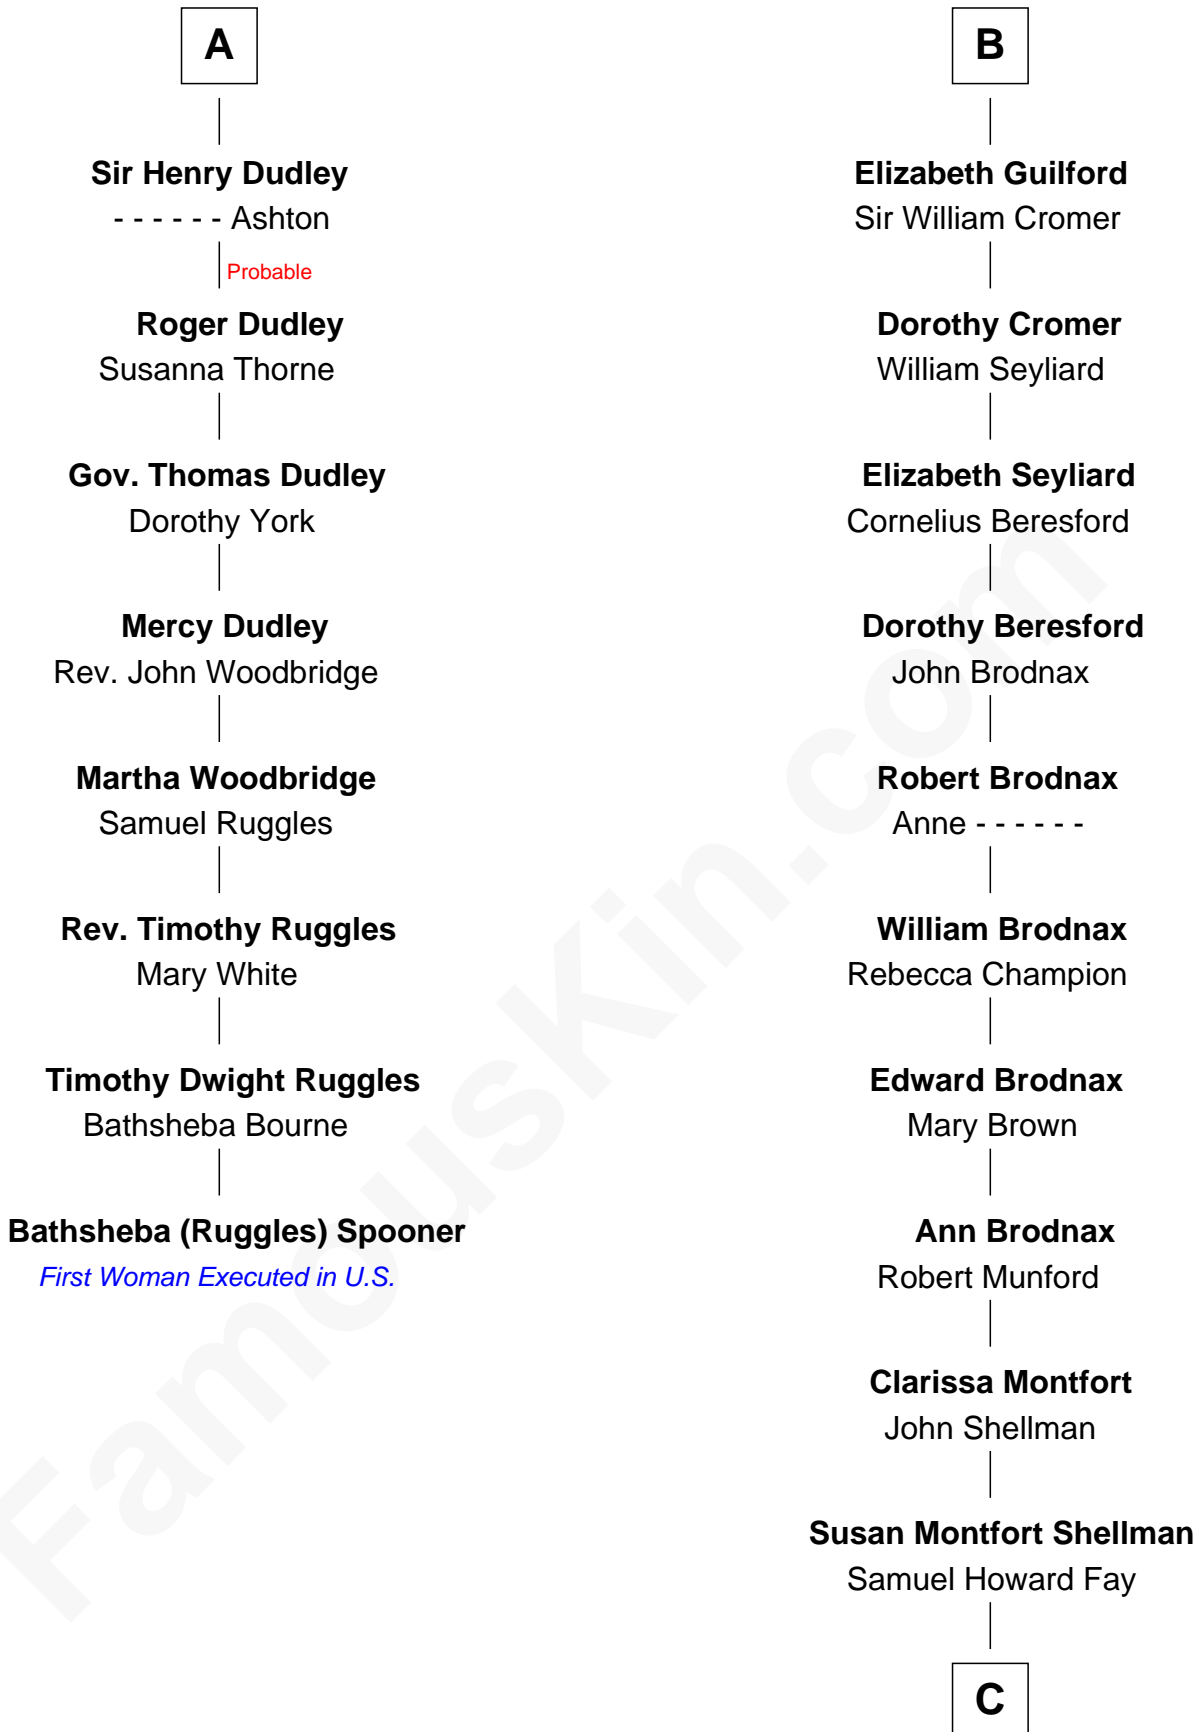 A
Sir Henry Dudley
- - - - - - Ashton
Probable
Roger Dudley
Susanna Thorne
Gov. Thomas Dudley
Dorothy York
Mercy Dudley
Rev. John Woodbridge
Martha Woodbridge
Samuel Ruggles
Rev. Timothy Ruggles
Mary White
Timothy Dwight Ruggles
Bathsheba Bourne
Bathsheba (Ruggles) Spooner
First Woman Executed in U.S.
B
Elizabeth Guilford
Sir William Cromer
Dorothy Cromer
William Seyliard
Elizabeth Seyliard
Cornelius Beresford
Dorothy Beresford
John Brodnax
Robert Brodnax
Anne - - - - - -
William Brodnax
Rebecca Champion
Edward Brodnax
Mary Brown
Ann Brodnax
Robert Munford
Clarissa Montfort
John Shellman
Susan Montfort Shellman
Samuel Howard Fay
C
FamousKin.com